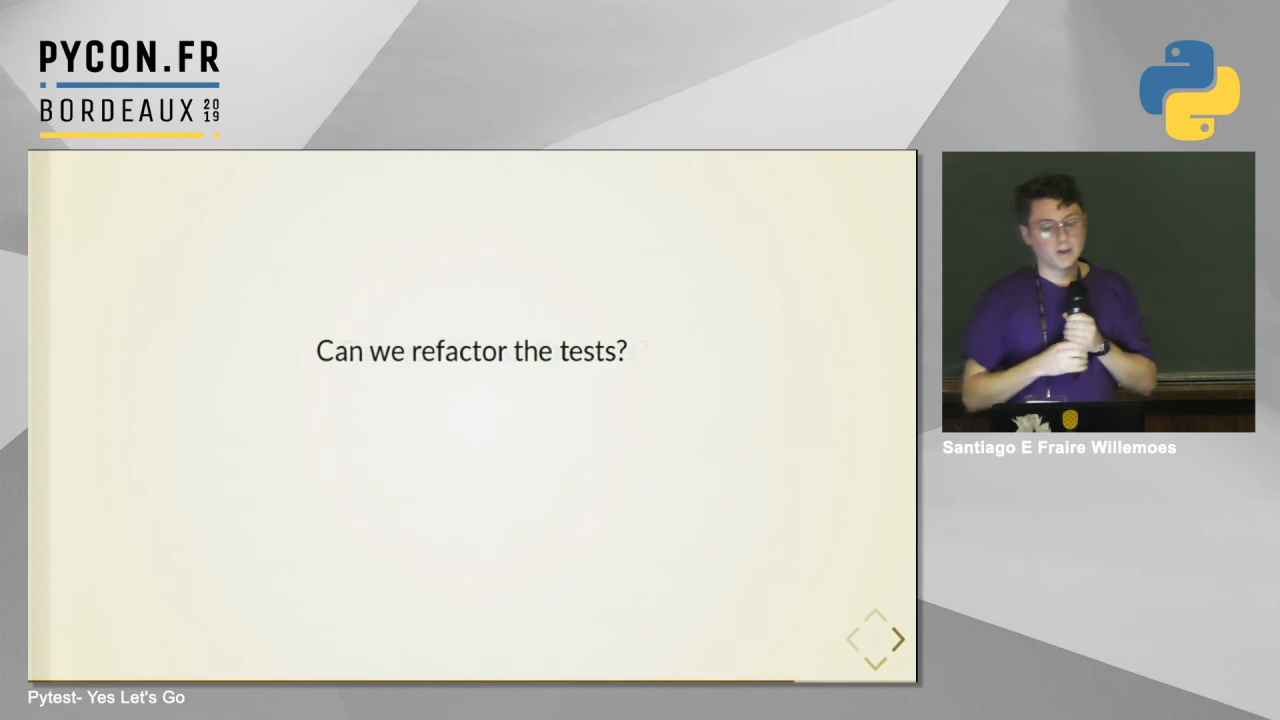 PYCON.FR
BORDEAUX 2019
Can we refactor the tests?
Santiago E Fraire Willemoes
Pytest- Yes Let's Go